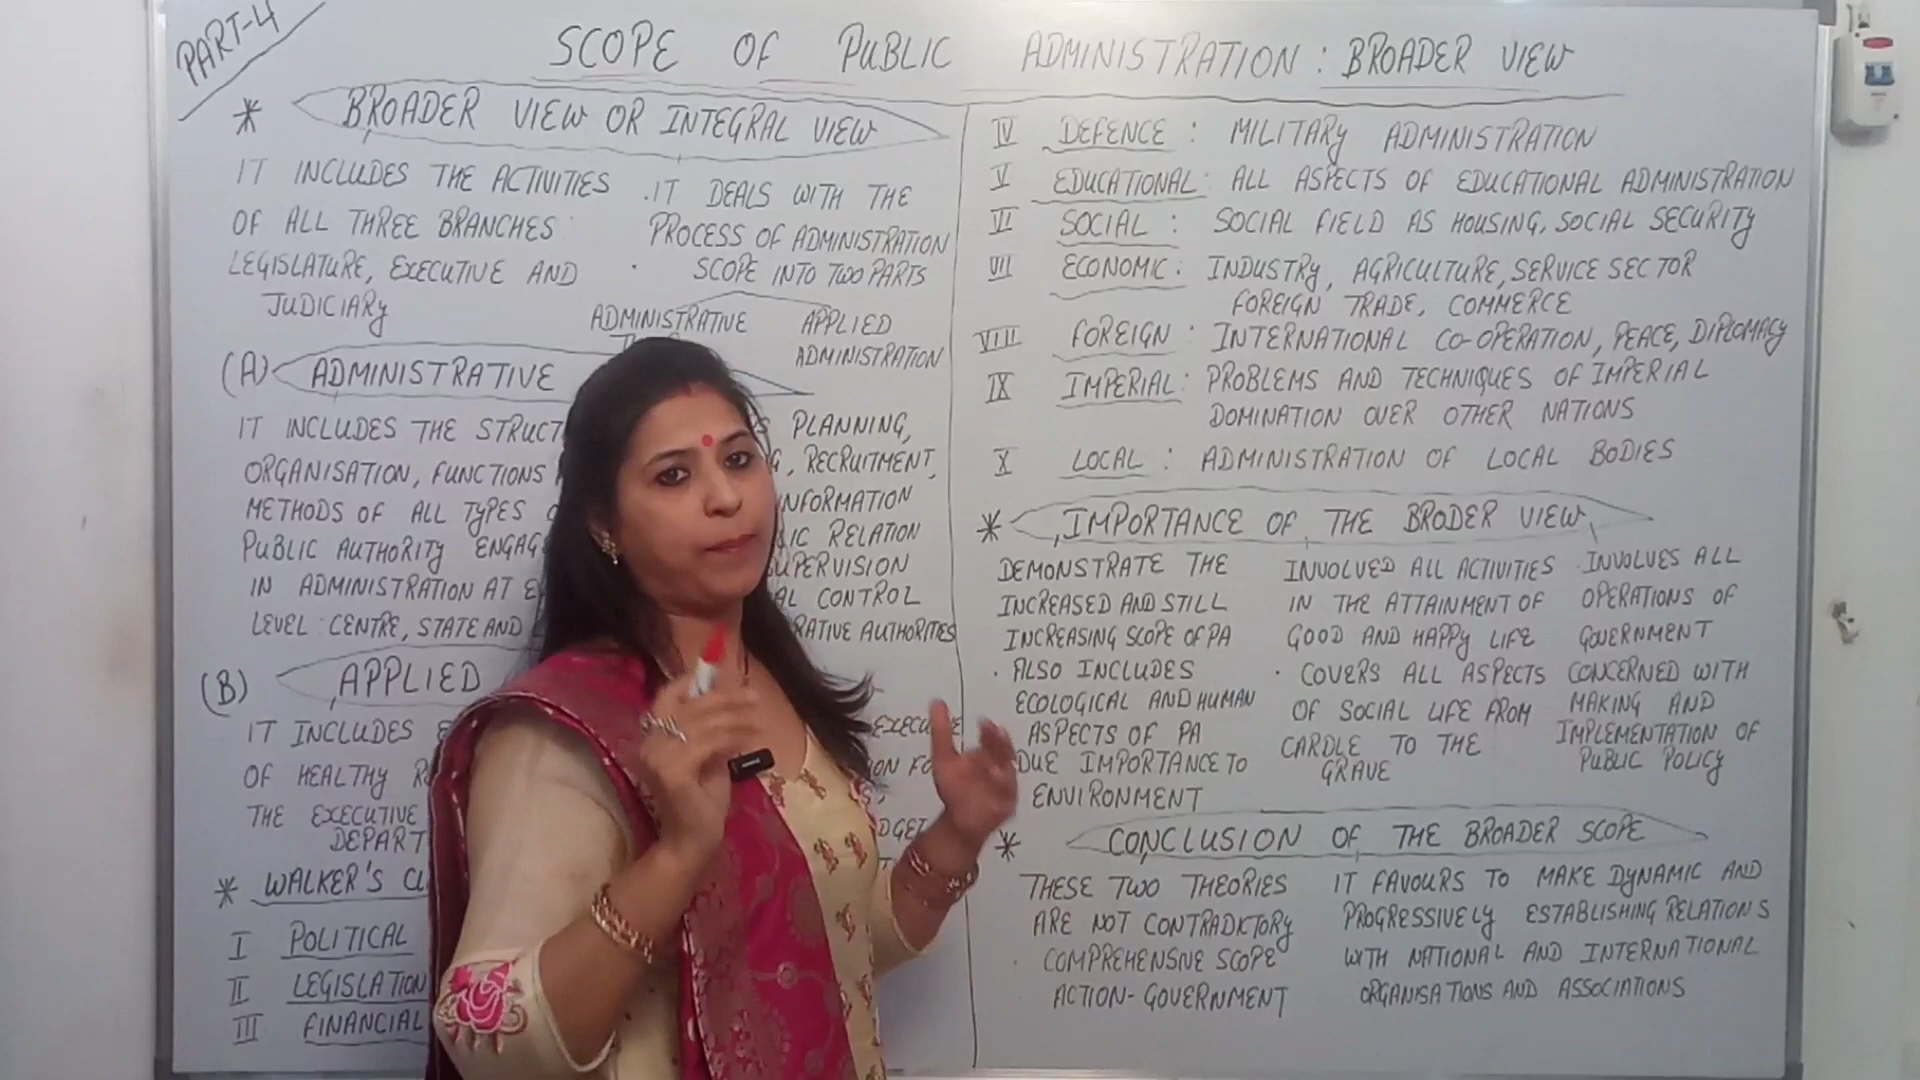 PART-4
SCOPE OF PUBLIC ADMINISTRATION : BROADER VIEW
* BROADER VIEW OR INTEGRAL VIEW
IT INCLUDES THE ACTIVITIES
OF ALL THREE BRANCHES :
LEGISLATURE, EXECUTIVE AND
JUDICIARY
. IT DEALS WITH THE
PROCESS OF ADMINISTRATION
. SCOPE INTO TWO PARTS
ADMINISTRATIVE
APPLIED
ADMINISTRATION
(A) ADMINISTRATIVE
IT INCLUDES THE
ORGANISATION, FUNCTIONS
METHODS OF ALL TYPES
PUBLIC AUTHORITY
IN ADMINISTRATION AT
LEVEL : CENTRE, STATE AND
PLANNING,
, RECRUITMENT,
INFORMATION
RELATION
SUPERVISION
CONTROL
AUTHORITIES
(B) APPLIED
IT INCLUDES
OF HEALTHY
THE EXECUTIVE
* WALKER'S
I POLITICAL
II LEGISLATION
III FINANCIAL
IV DEFENCE : MILITARY ADMINISTRATION
V EDUCATIONAL : ALL ASPECTS OF EDUCATIONAL ADMINISTRATION
VI SOCIAL : SOCIAL FIELD AS HOUSING, SOCIAL SECURITY
VII ECONOMIC : INDUSTRY, AGRICULTURE, SERVICE SECTOR
FOREIGN TRADE, COMMERCE
VIII FOREIGN : INTERNATIONAL CO-OPERATION, PEACE, DIPLOMACY
IX IMPERIAL : PROBLEMS AND TECHNIQUES OF IMPERIAL
DOMINATION OVER OTHER NATIONS
X LOCAL : ADMINISTRATION OF LOCAL BODIES
* IMPORTANCE OF THE BRODER VIEW
DEMONSTRATE THE
INCREASED AND STILL
INCREASING SCOPE OF PA
. ALSO INCLUDES
ECOLOGICAL AND HUMAN
ASPECTS OF PA
DUE IMPORTANCE TO
ENVIRONMENT
INVOLVED ALL ACTIVITIES
IN THE ATTAINMENT OF
GOOD AND HAPPY LIFE
. COVERS ALL ASPECTS
OF SOCIAL LIFE FROM
CARDLE TO THE
GRAVE
. INVOLVES ALL
OPERATIONS OF
GOVERNMENT
CONCERNED WITH
MAKING AND
IMPLEMENTATION OF
PUBLIC POLICY
* CONCLUSION OF THE BROADER SCOPE
THESE TWO THEORIES
ARE NOT CONTRADICTORY
. COMPREHENSIVE SCOPE
ACTION-GOVERNMENT
IT FAVOURS TO MAKE DYNAMIC AND
PROGRESSIVELY ESTABLISHING RELATIONS
WITH NATIONAL AND INTERNATIONAL
ORGANISATIONS AND ASSOCIATIONS